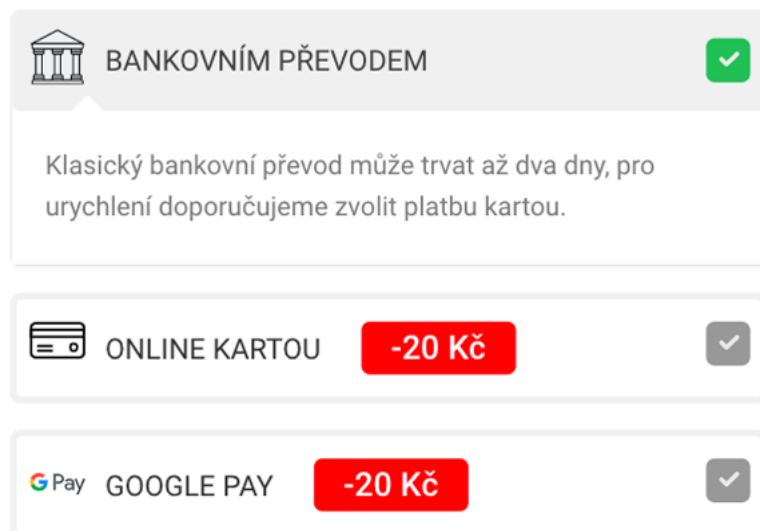 BANKOVNÍM PŘEVODEM
Klasický bankovní převod může trvat až dva dny, pro
urychlení doporučujeme zvolit platbu kartou.
ONLINE KARTOU -20 Kč
G Pay GOOGLE PAY -20 Kč